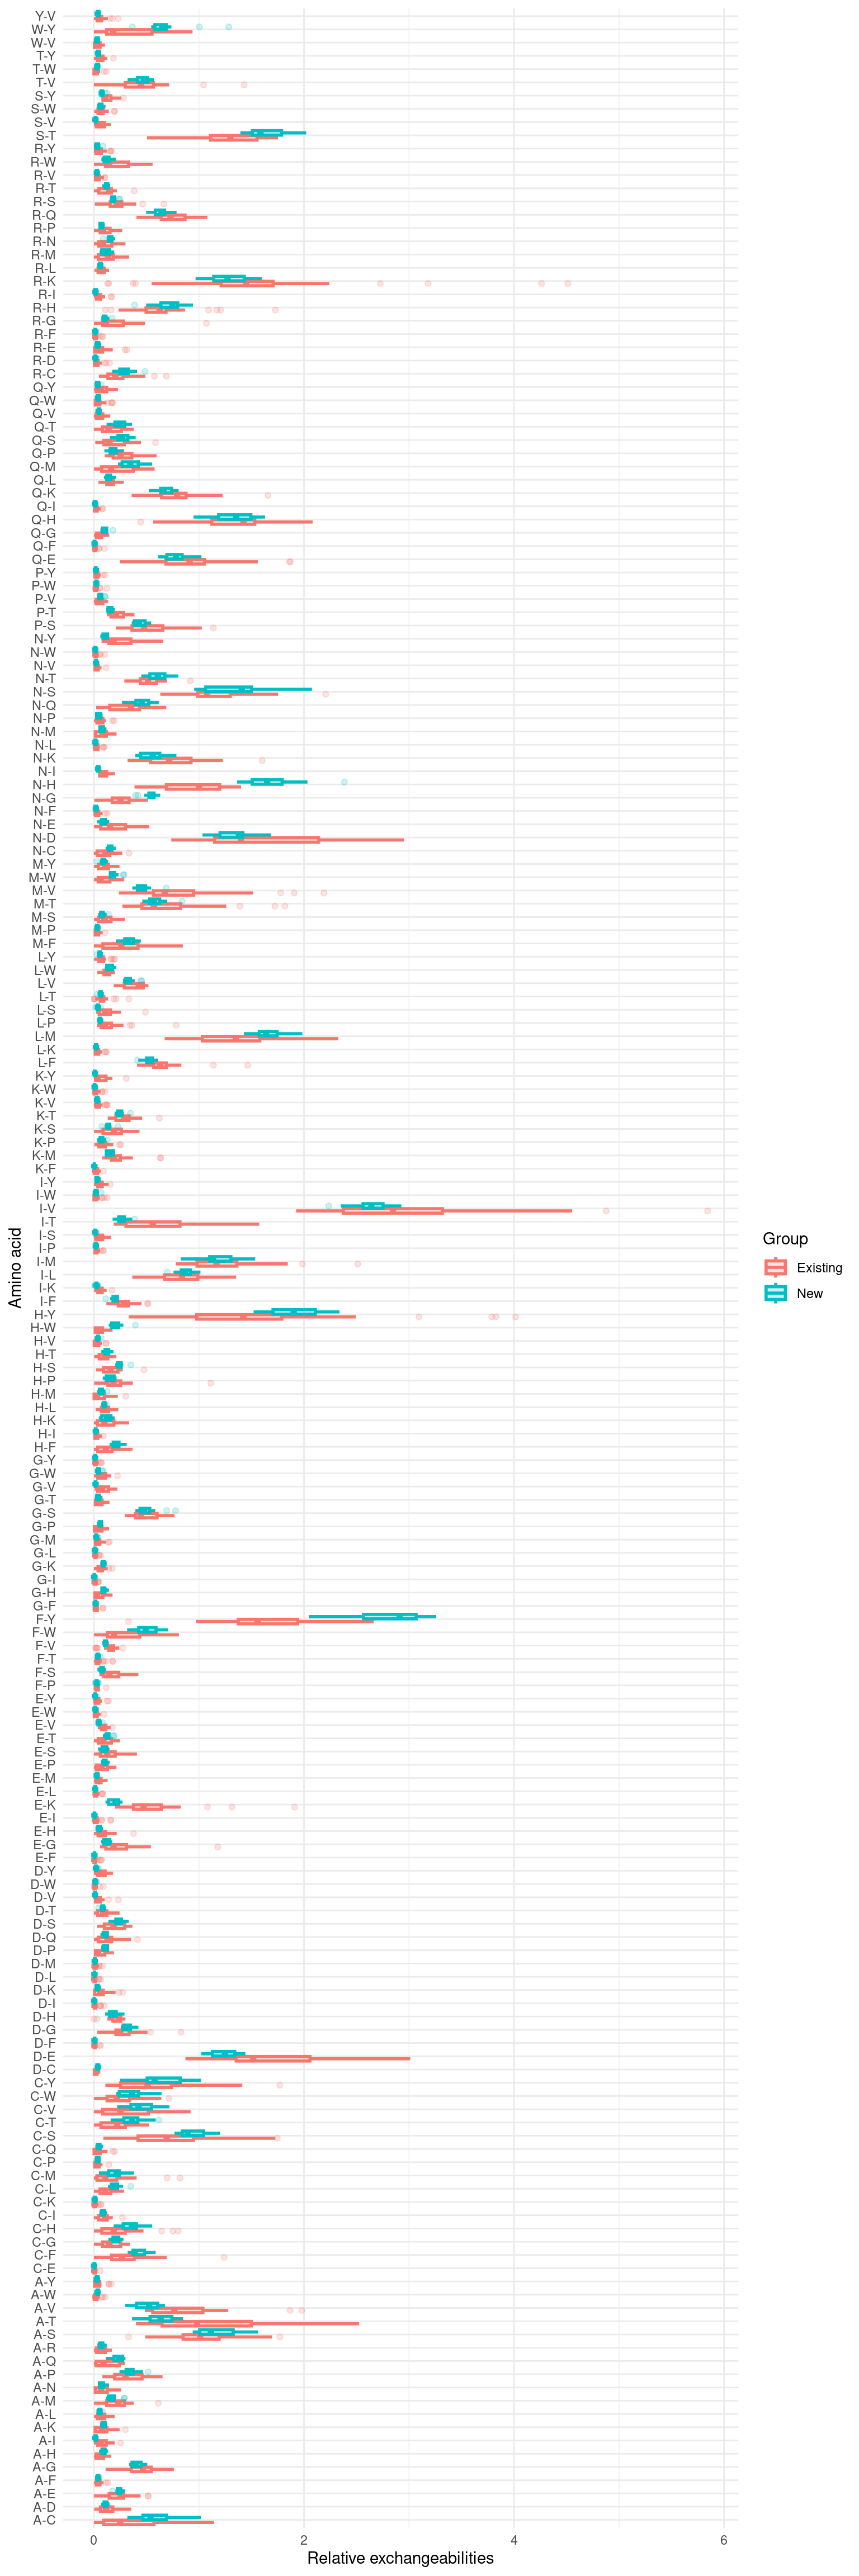 Y-V
W-Y
W-V
T-Y
T-W
T-V
S-Y
S-W
S-V
S-T
R-Y
R-W
R-V
R-T
R-S
R-Q
R-P
R-N
R-M
R-L
R-K
R-I
R-H
R-G
R-F
R-E
R-D
R-C
Q-Y
Q-W
Q-V
Q-T
Q-S
Q-P
Q-M
Q-L
Q-K
Q-I
Q-H
Q-G
Q-F
Q-E
P-Y
P-W
P-V
P-T
P-S
N-Y
N-W
N-V
N-T
N-S
N-Q
N-P
N-M
N-L
N-K
N-I
N-H
N-G
N-F
N-E
N-D
N-C
M-Y
M-W
M-V
M-T
M-S
M-P
M-F
L-Y
L-W
L-V
L-T
L-S
L-P
L-M
L-K
L-F
K-Y
K-W
K-V
K-T
K-S
K-P
K-M
K-F
I-Y
I-W
I-V
I-T
I-S
I-P
I-M
I-L
I-K
I-F
H-Y
H-W
H-V
H-T
H-S
H-P
H-M
H-L
H-K
H-I
H-F
G-Y
G-W
G-V
G-T
G-S
G-P
G-M
G-L
G-K
G-I
G-H
G-F
F-Y
F-W
F-V
F-T
F-S
F-P
E-Y
E-W
E-V
E-T
E-S
E-P
E-M
E-L
E-K
E-I
E-H
E-G
E-F
D-Y
D-W
D-V
D-T
D-S
D-Q
D-P
D-M
D-L
D-K
D-I
D-H
D-G
D-F
D-E
D-C
C-Y
C-W
C-V
C-T
C-S
C-Q
C-P
C-M
C-L
C-K
C-I
C-H
C-G
C-F
C-E
A-Y
A-W
A-V
A-T
A-S
A-R
A-Q
A-P
A-N
A-M
A-L
A-K
A-I
A-H
A-G
A-F
A-E
A-D
A-C
Amino acid
0 2 4 6
Relative exchangeabilities
Group
Existing
New